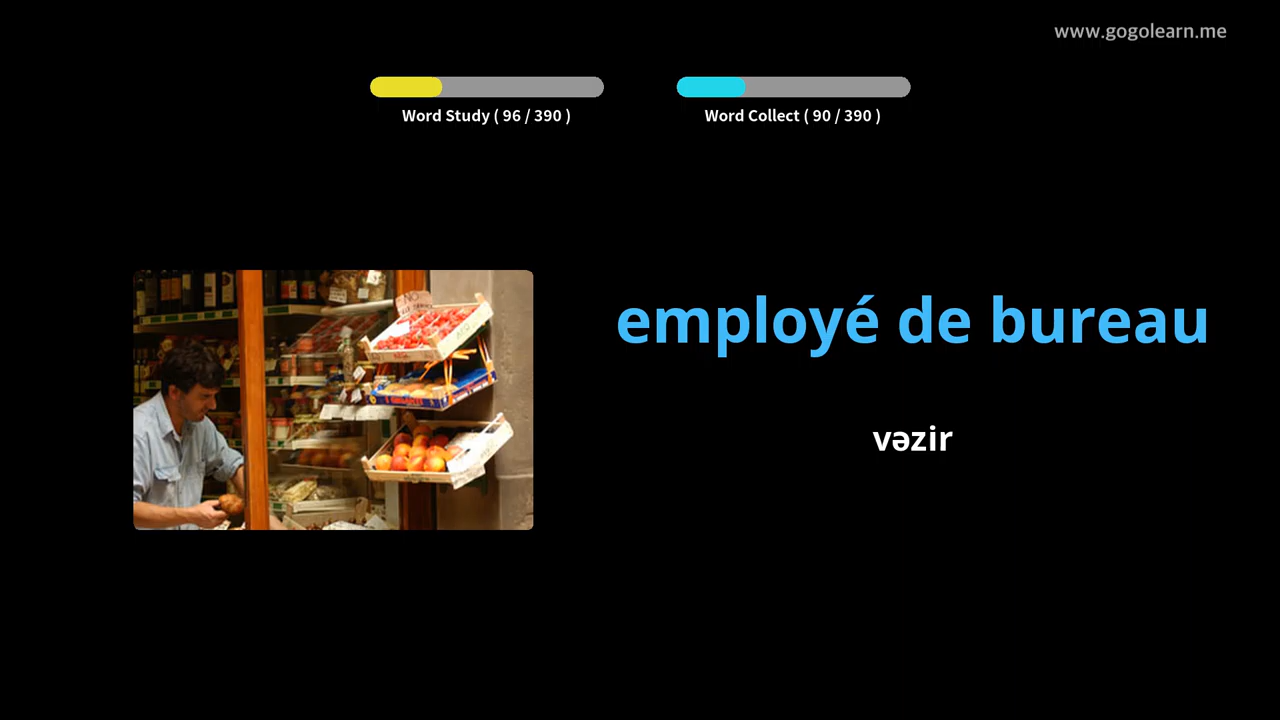 www.gogolearn.me
Word Study ( 96 / 390 )
Word Collect ( 90 / 390 )
employé de bureau
vəzir